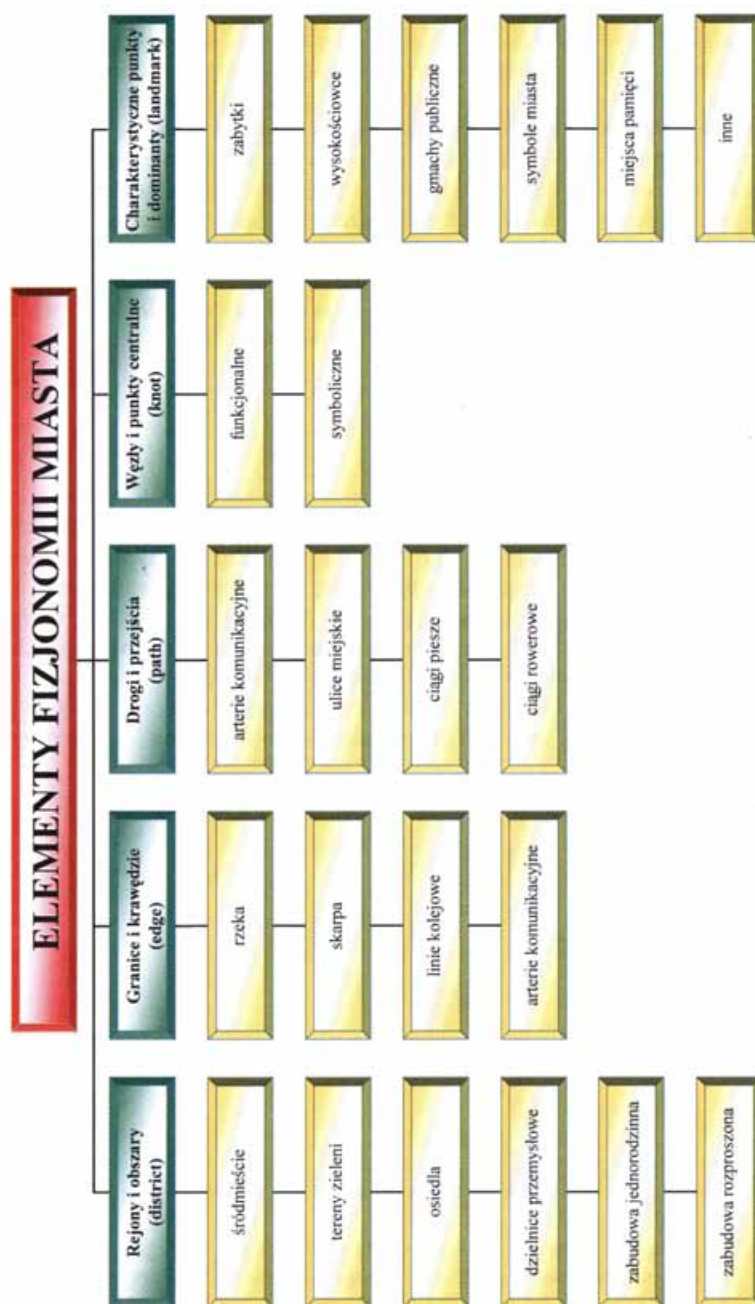 ELEMENTY FIZJONOMII MIASTA
Rejony i obszary
(district)
śródmieście
tereny zieleni
osiedla
dzielnice przemysłowe
zabudowa jednorodzinna
zabudowa rozproszona
Granice i krawędzie
(edge)
rzeka
skarpa
linie kolejowe
arterie komunikacyjne
Drogi i przejścia
(path)
arterie komunikacyjne
ulice miejskie
ciągi piesze
ciągi rowerowe
Węzły i punkty centralne
(knot)
funkcjonalne
symboliczne
Charakterystyczne punkty
i dominanty (landmark)
zabytki
wysokościowce
gmachy publiczne
symbole miasta
miejsca pamięci
inne